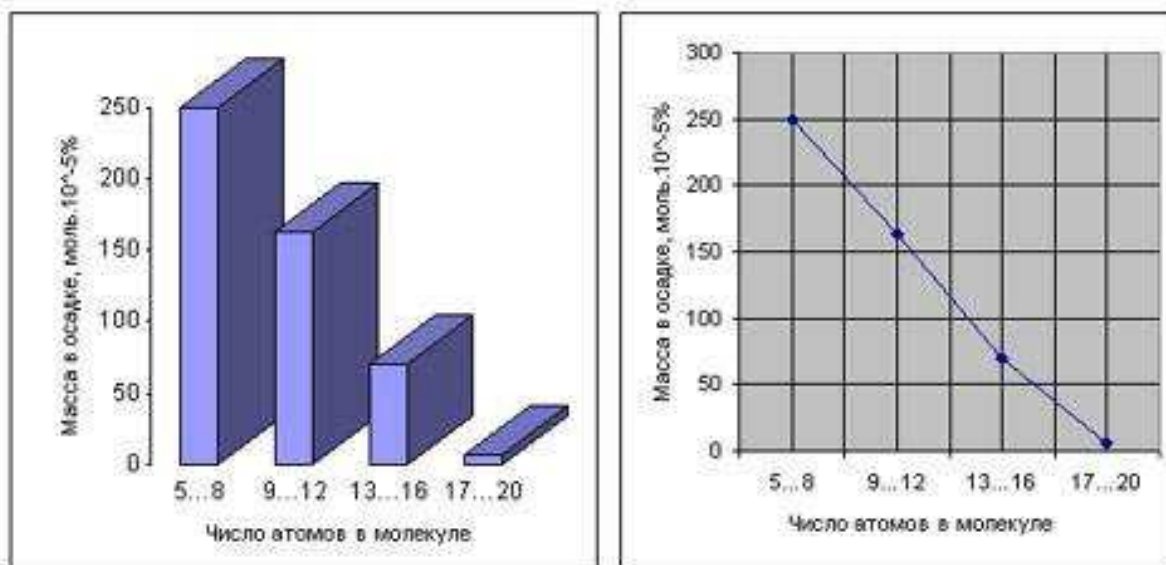 250
200
150
100
50
0
Масса в осадке, моль.10^-5%
5...8 9...12 13...16 17...20
Число атомов в молекуле
300
250
200
150
100
50
0
Масса в осадке, моль.10^-5%
5...8 9...12 13...16 17...20
Число атомов в молекуле